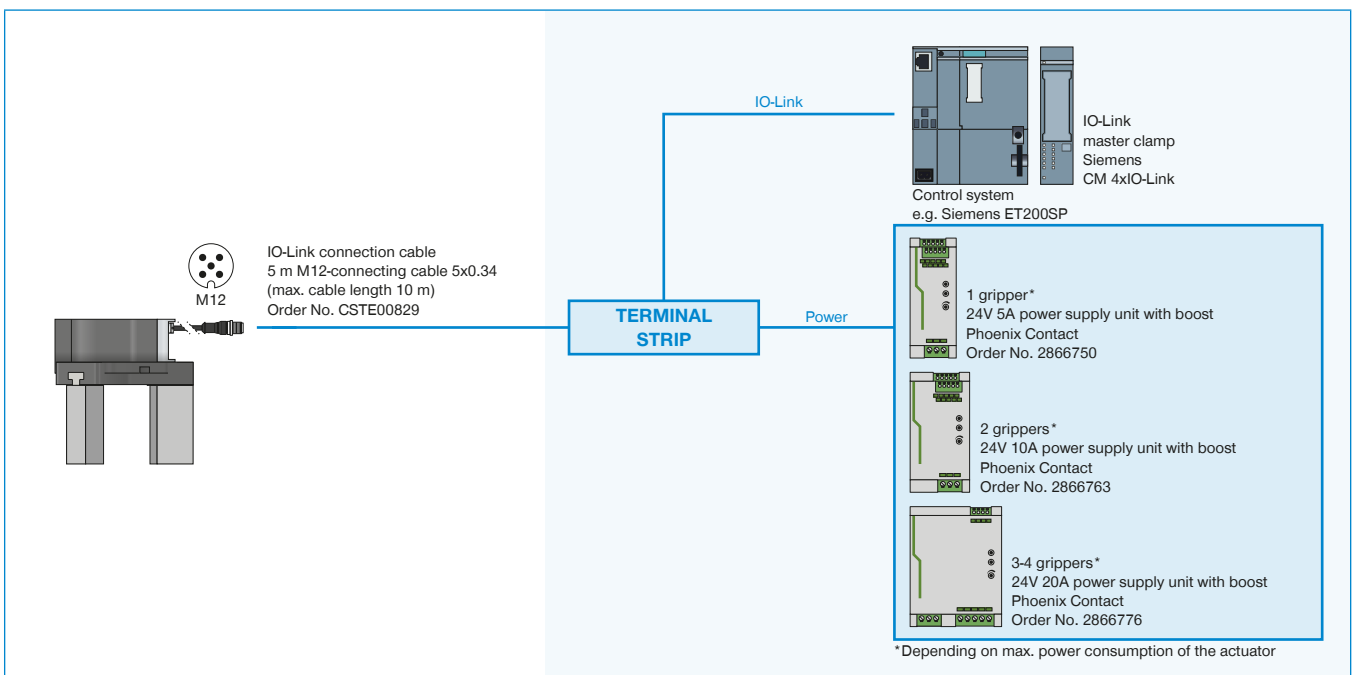 IO-Link
IO-Link
master clamp
Siemens
CM 4xIO-Link
Control system
e.g. Siemens ET200SP
M12
IO-Link connection cable
5 m M12-connecting cable 5x0.34
(max. cable length 10 m)
Order No. CSTE00829
TERMINAL
STRIP
Power
1 gripper*
24V 5A power supply unit with boost
Phoenix Contact
Order No. 2866750
2 grippers*
24V 10A power supply unit with boost
Phoenix Contact
Order No. 2866763
3-4 grippers*
24V 20A power supply unit with boost
Phoenix Contact
Order No. 2866776
*Depending on max. power consumption of the actuator